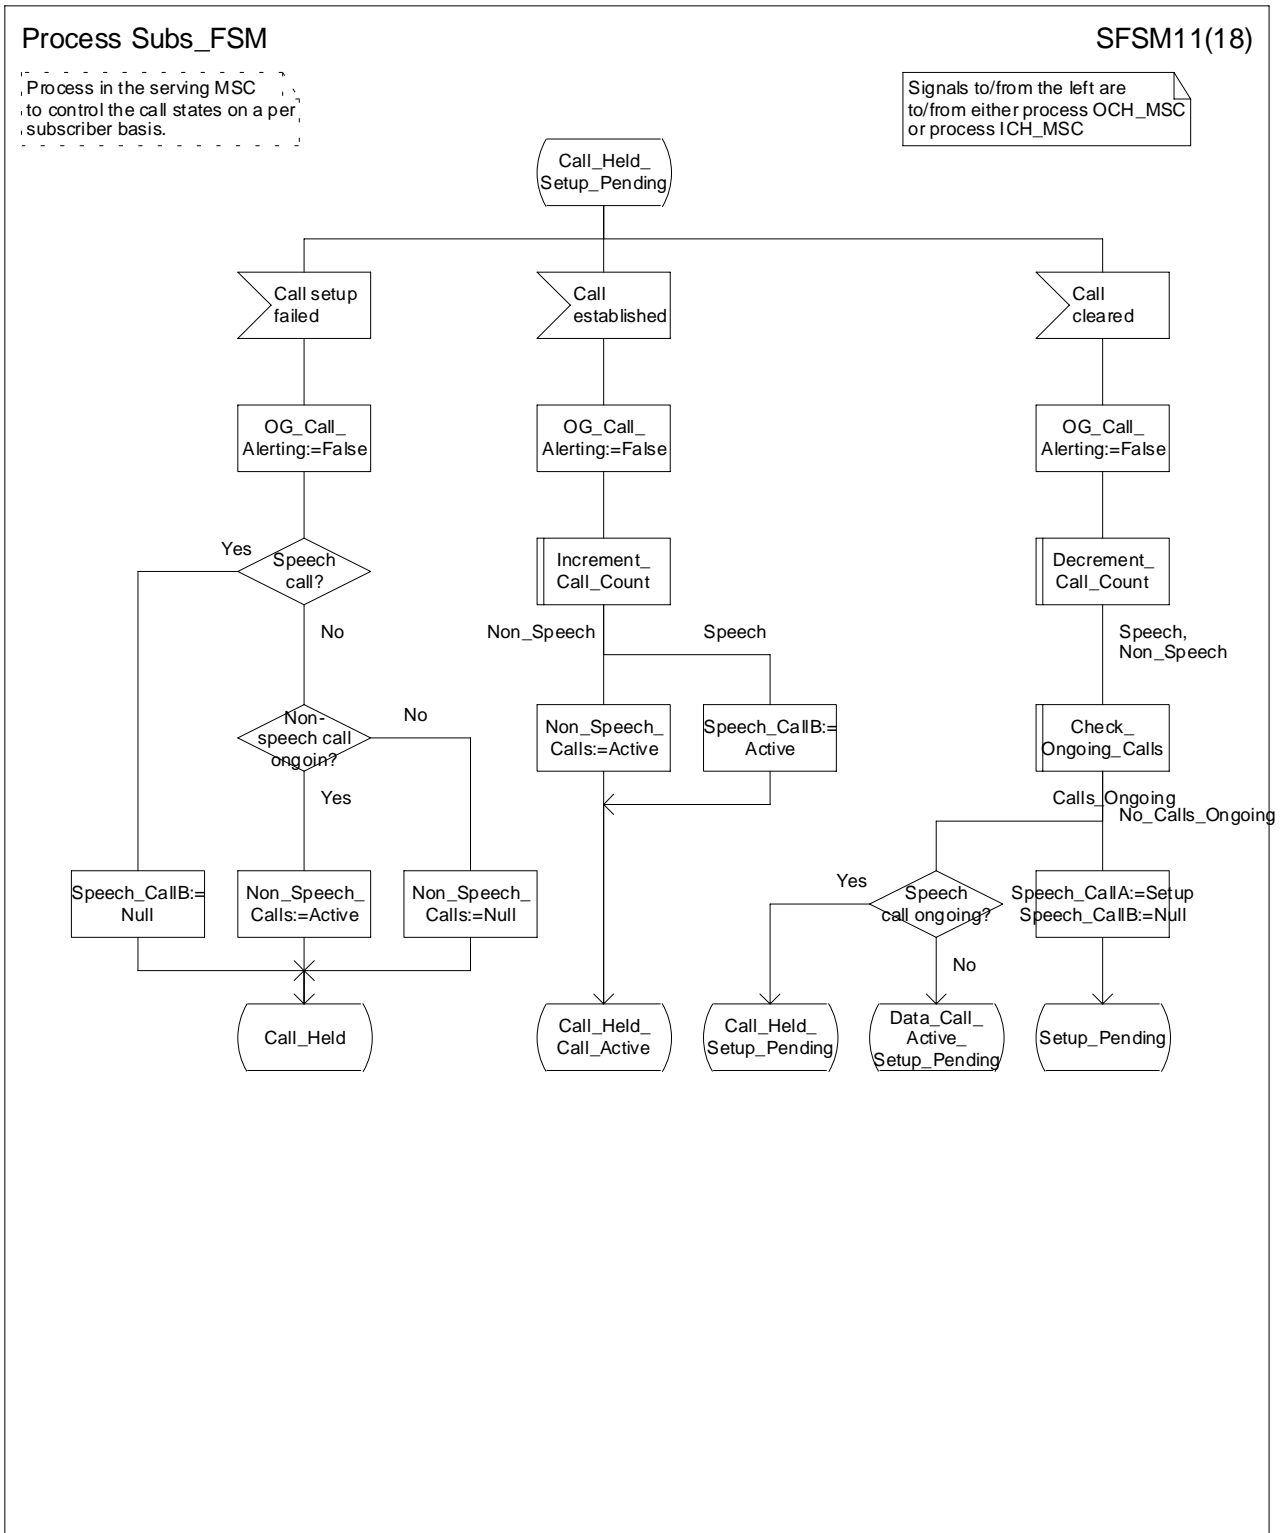 Process Subs_FSM
SFSM11(18)
Process in the serving MSC
to control the call states on a per
subscriber basis.
Signals to/from the left are
to/from either process OCH_MSC
or process ICH_MSC
Call_Held_
Setup_Pending
Call setup
failed
Call
established
Call
cleared
OG_Call_
Alerting:=False
OG_Call_
Alerting:=False
OG_Call_
Alerting:=False
Yes
Speech
call?
No
Increment_
Call_Count
Decrement_
Call_Count
Non_Speech
Speech
Speech,
Non_Speech
Non-
speech call
ongoin?
No
Yes
Non_Speech_
Calls:=Active
Speech_CallB:=
Active
Check_
Ongoing_Calls
Calls_Ongoing
No_Calls_Ongoing
Speech_CallB:=
Null
Non_Speech_
Calls:=Active
Non_Speech_
Calls:=Null
Yes
Speech
call ongoing?
No
Speech_CallA:=Setup
Speech_CallB:=Null
Call_Held
Call_Held_
Call_Active
Call_Held_
Setup_Pending
Data_Call_
Active_
Setup_Pending
Setup_Pending